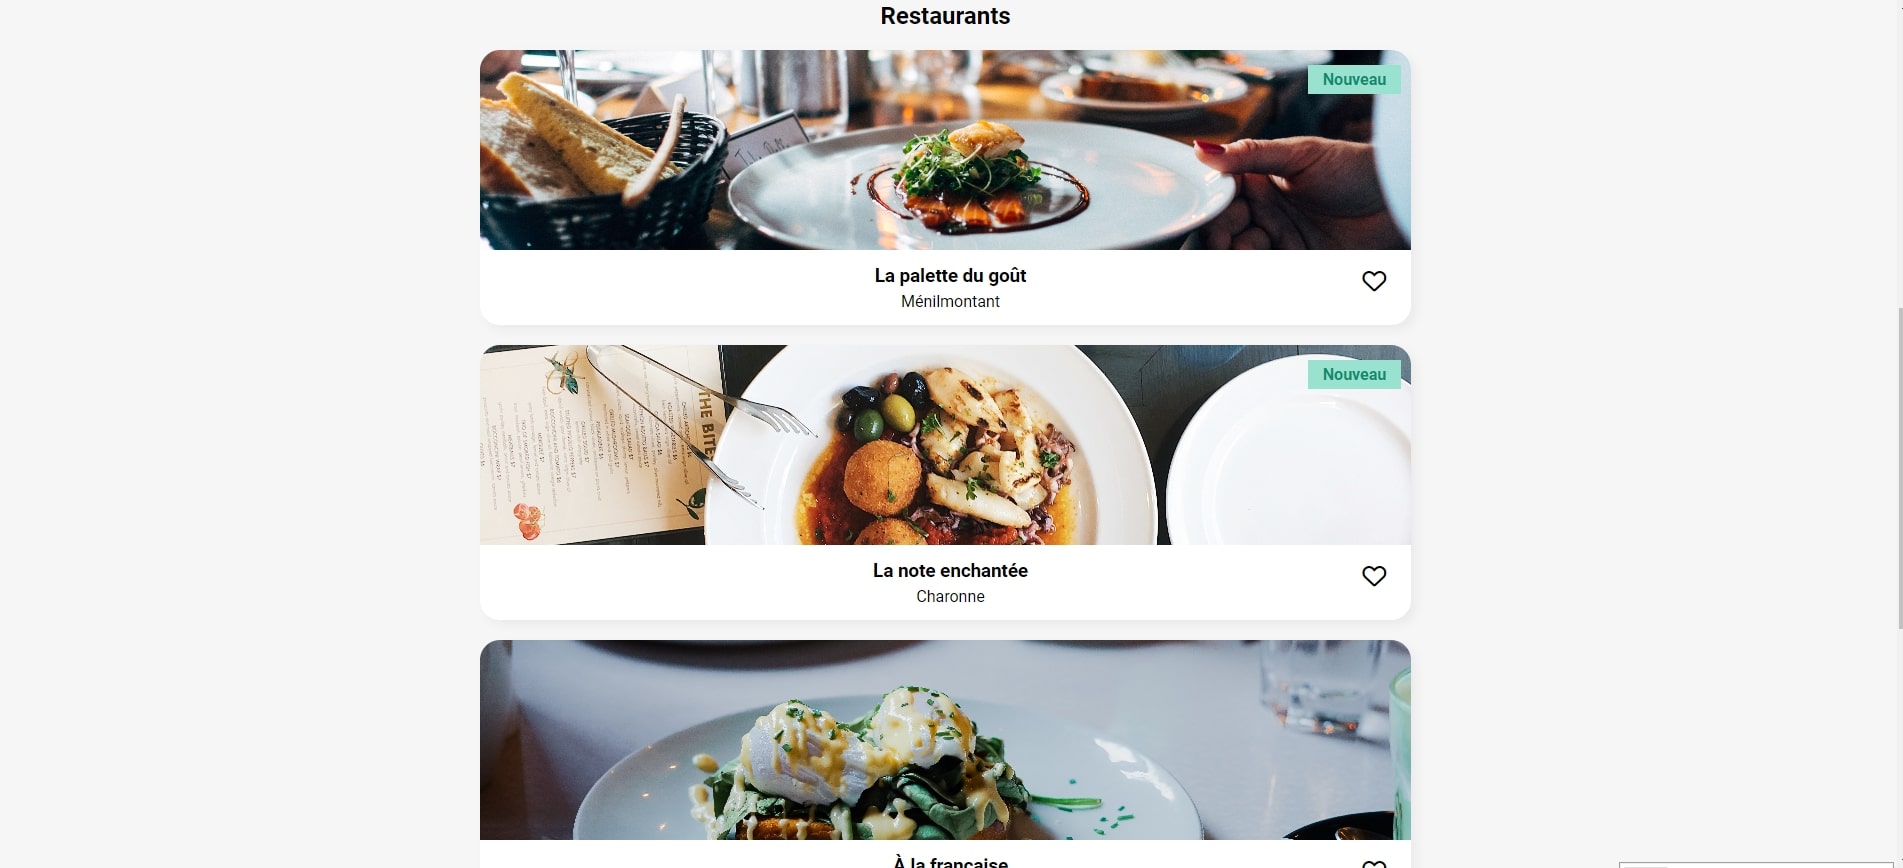 Restaurants
Nouveau
La palette du goût
Ménilmontant
Nouveau
THE BITE
La note enchantée
Charonne
À la française